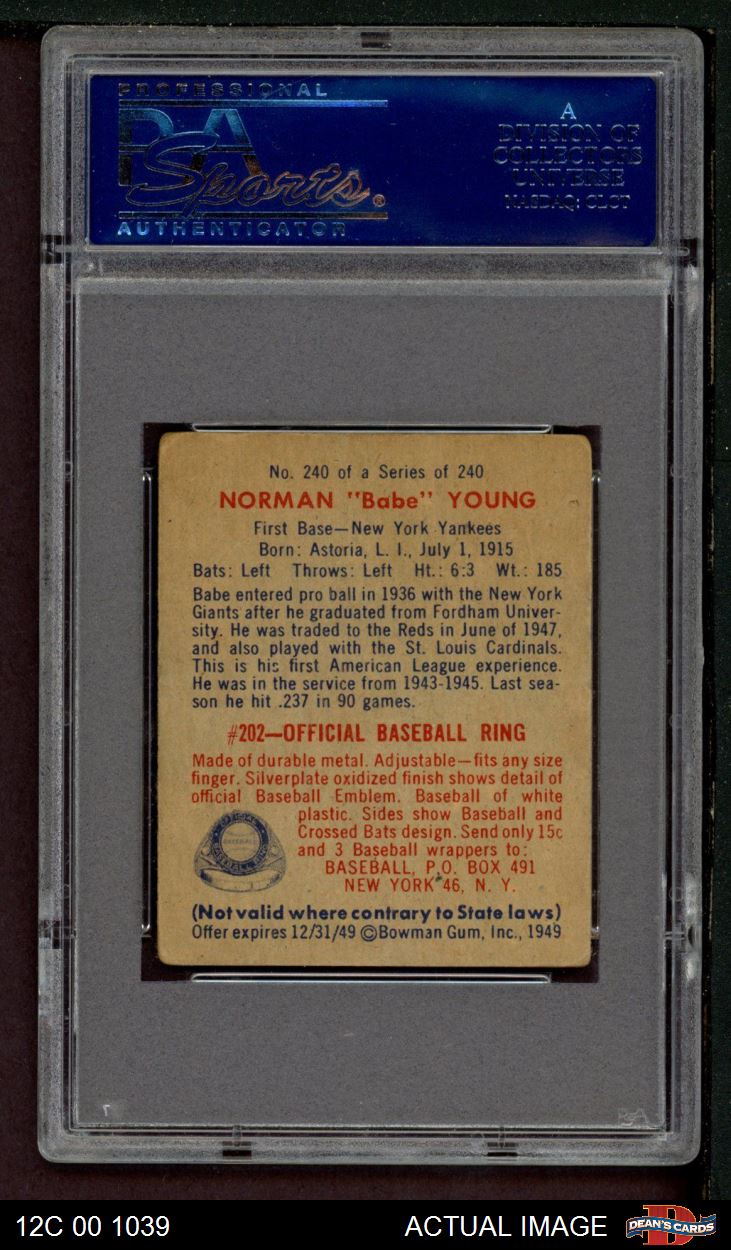 PROFESSIONAL
PSA
Sports®
AUTHENTICATOR
A
DIVISION OF
COLLECTORS
UNIVERSE
NASDAQ: CLCT
No. 240 of a Series of 240
NORMAN "Babe" YOUNG
First Base—New York Yankees
Born: Astoria, L. I., July 1, 1915
Bats: Left Throws: Left Ht.: 6:3 Wt.: 185
Babe entered pro ball in 1936 with the New York
Giants after he graduated from Fordham Univer-
sity. He was traded to the Reds in June of 1947,
and also played with the St. Louis Cardinals.
This is his first American League experience.
He was in the service from 1943-1945. Last sea-
son he hit .237 in 90 games.
#202—OFFICIAL BASEBALL RING
Made of durable metal. Adjustable—fits any size
finger. Silverplate oxidized finish shows detail of
official Baseball Emblem. Baseball of white
plastic. Sides show Baseball and
Crossed Bats design. Send only 15c
and 3 Baseball wrappers to:
BASEBALL, P.O. BOX 491
NEW YORK 46, N. Y.
OFFICIAL
BASEBALL
BASEBALL RING
(Not valid where contrary to State laws)
Offer expires 12/31/49 ©Bowman Gum, Inc., 1949
PSA
12C 00 1039
ACTUAL IMAGE
DEAN'S CARDS